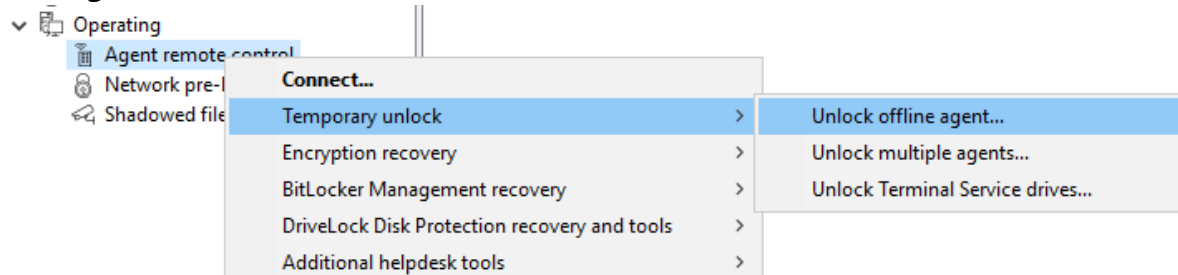 Operating
Agent remote control
Network pre-
Shadowed file
Connect...
Temporary unlock
Encryption recovery
BitLocker Management recovery
DriveLock Disk Protection recovery and tools
Additional helpdesk tools
Unlock offline agent...
Unlock multiple agents...
Unlock Terminal Service drives...